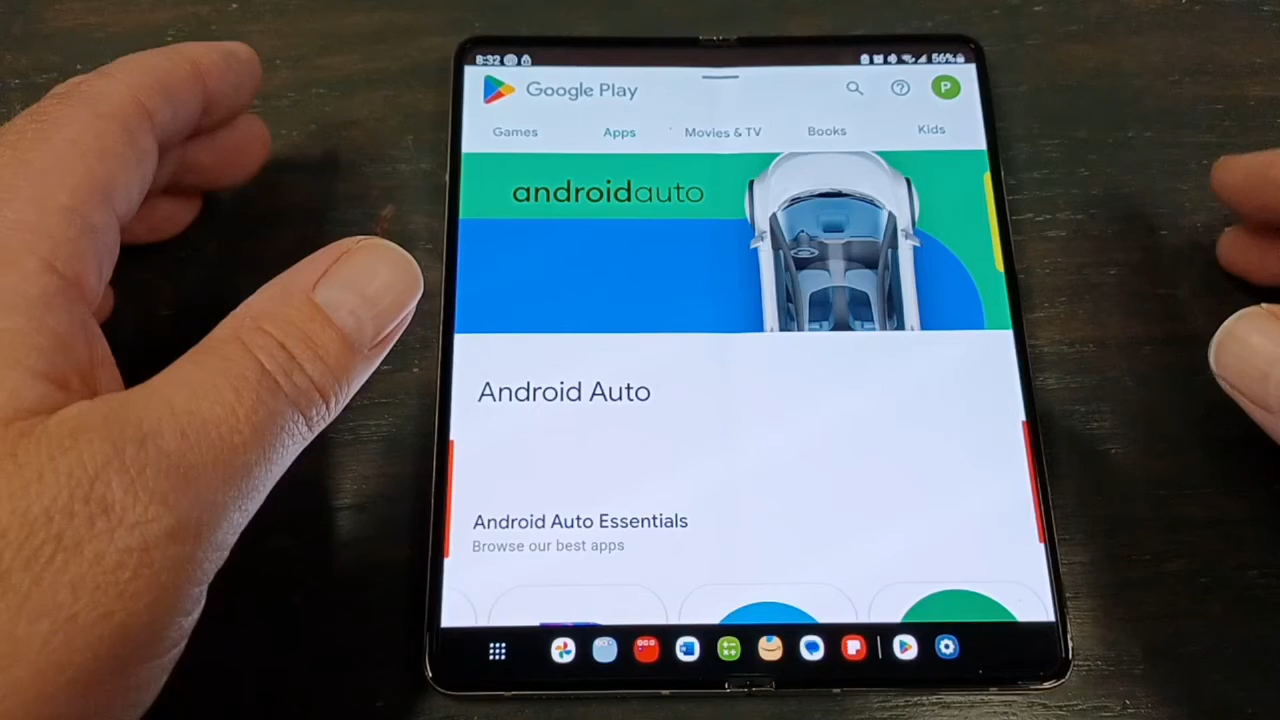 8:32
56%
Google Play
P
Games
Apps
Movies & TV
Books
Kids
androidauto
Android Auto
Android Auto Essentials
Browse our best apps